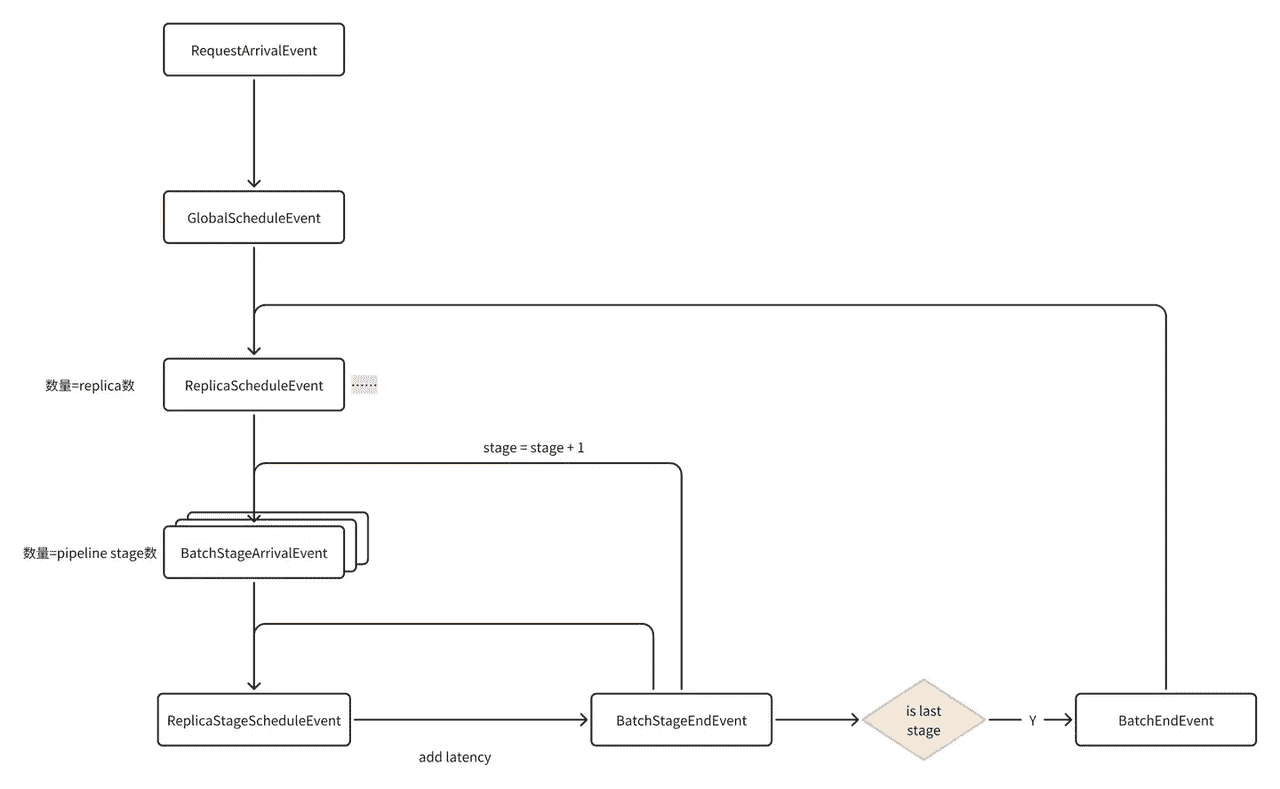 RequestArrivalEvent
GlobalScheduleEvent
数量=replica数
ReplicaScheduleEvent
······
stage = stage + 1
数量=pipeline stage数
BatchStageArrivalEvent
ReplicaStageScheduleEvent
add latency
BatchStageEndEvent
is last
stage
Y
BatchEndEvent